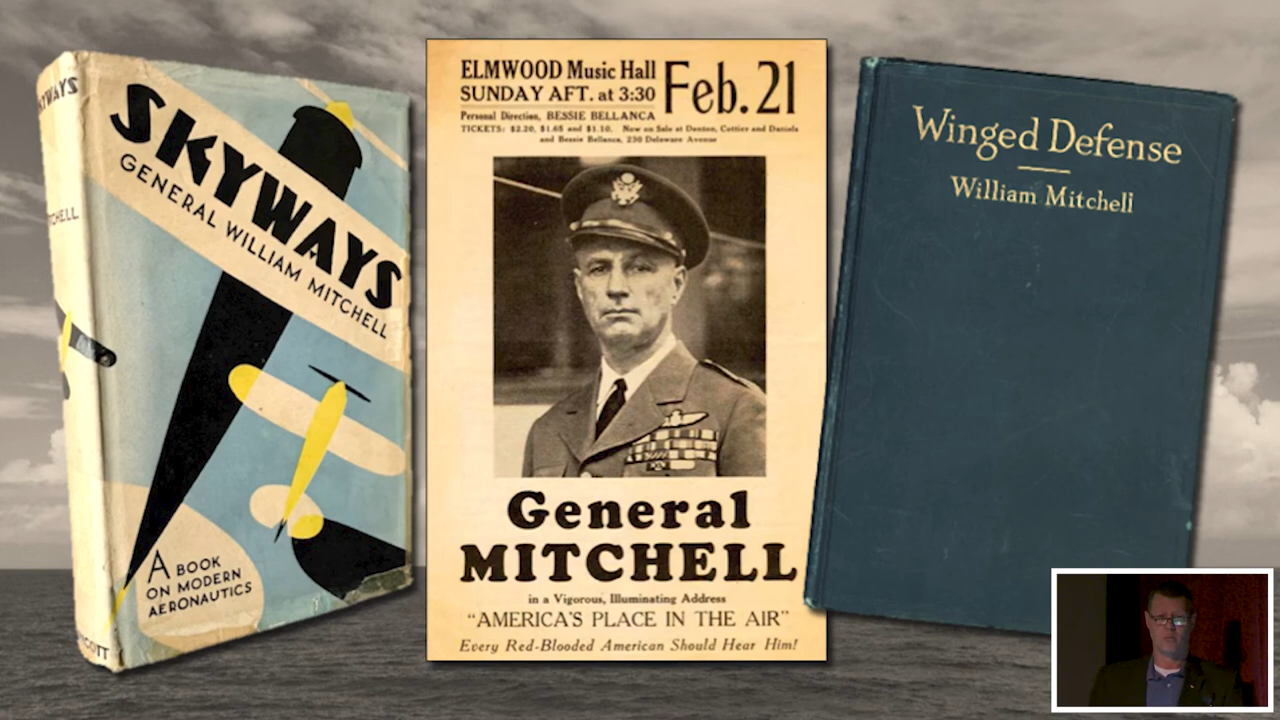 SKYWAYS
GENERAL WILLIAM MITCHELL
A BOOK
ON MODERN
AERONAUTICS
ELMWOOD Music Hall
SUNDAY AFT. at 3:30
Feb. 21
Personal Direction, BESSIE BELLANCA
TICKETS: $2.20, $1.65 and $1.10. Now on Sale at Denton, Cottier and Daniels
and Bessie Bellanca, 230 Delaware Avenue
General
MITCHELL
in a Vigorous, Illuminating Address
"AMERICA'S PLACE IN THE AIR"
Every Red-Blooded American Should Hear Him!
Winged Defense
William Mitchell